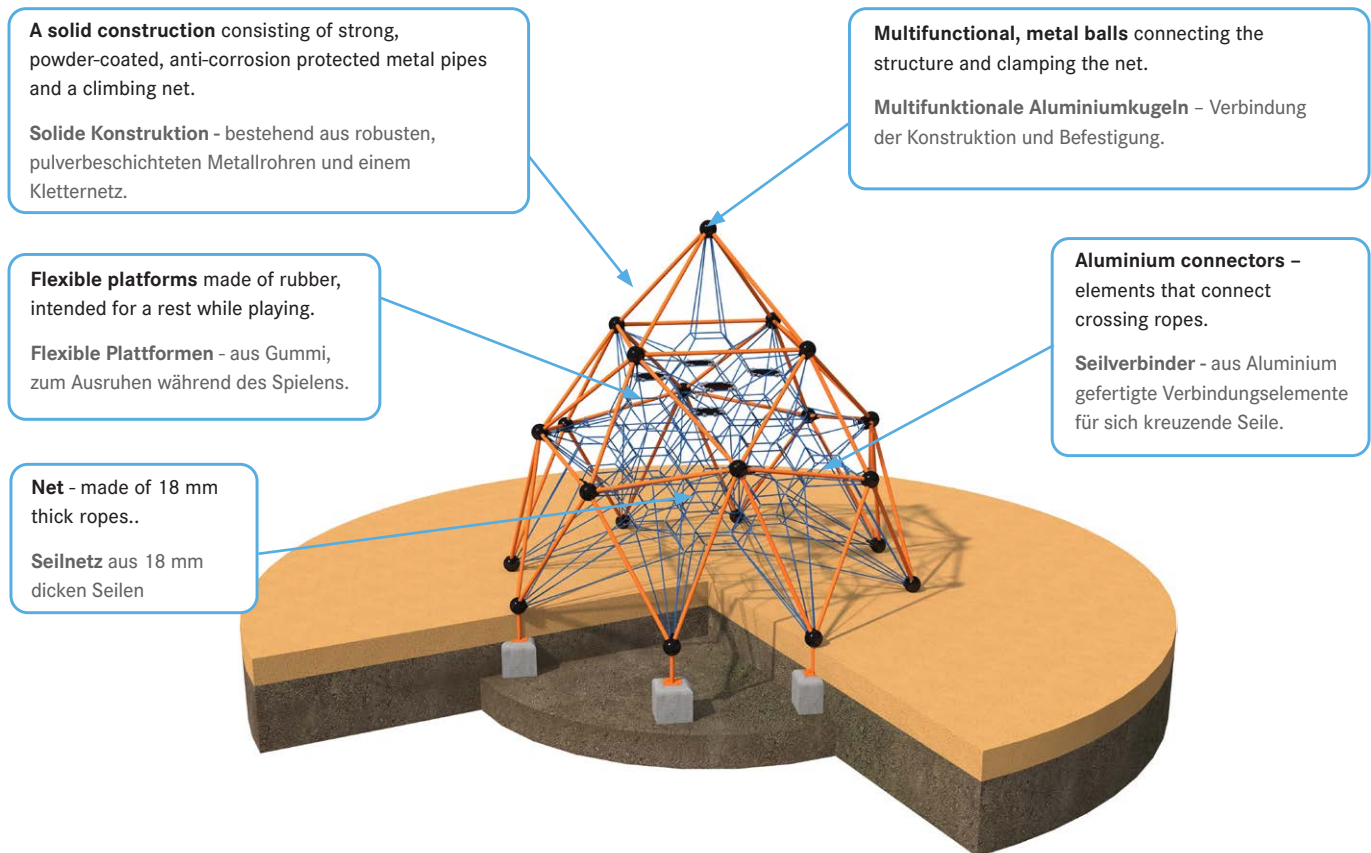 A solid construction consisting of strong,
powder-coated, anti-corrosion protected metal pipes
and a climbing net.
Solide Konstruktion - bestehend aus robusten,
pulverbeschichteten Metallrohren und einem
Kletternetz.
Multifunctional, metal balls connecting the
structure and clamping the net.
Multifunktionale Aluminiumkugeln – Verbindung
der Konstruktion und Befestigung.
Flexible platforms made of rubber,
intended for a rest while playing.
Flexible Plattformen - aus Gummi,
zum Ausruhen während des Spielens.
Aluminium connectors –
elements that connect
crossing ropes.
Seilverbinder - aus Aluminium
gefertigte Verbindungselemente
für sich kreuzende Seile.
Net - made of 18 mm
thick ropes..
Seilnetz aus 18 mm
dicken Seilen